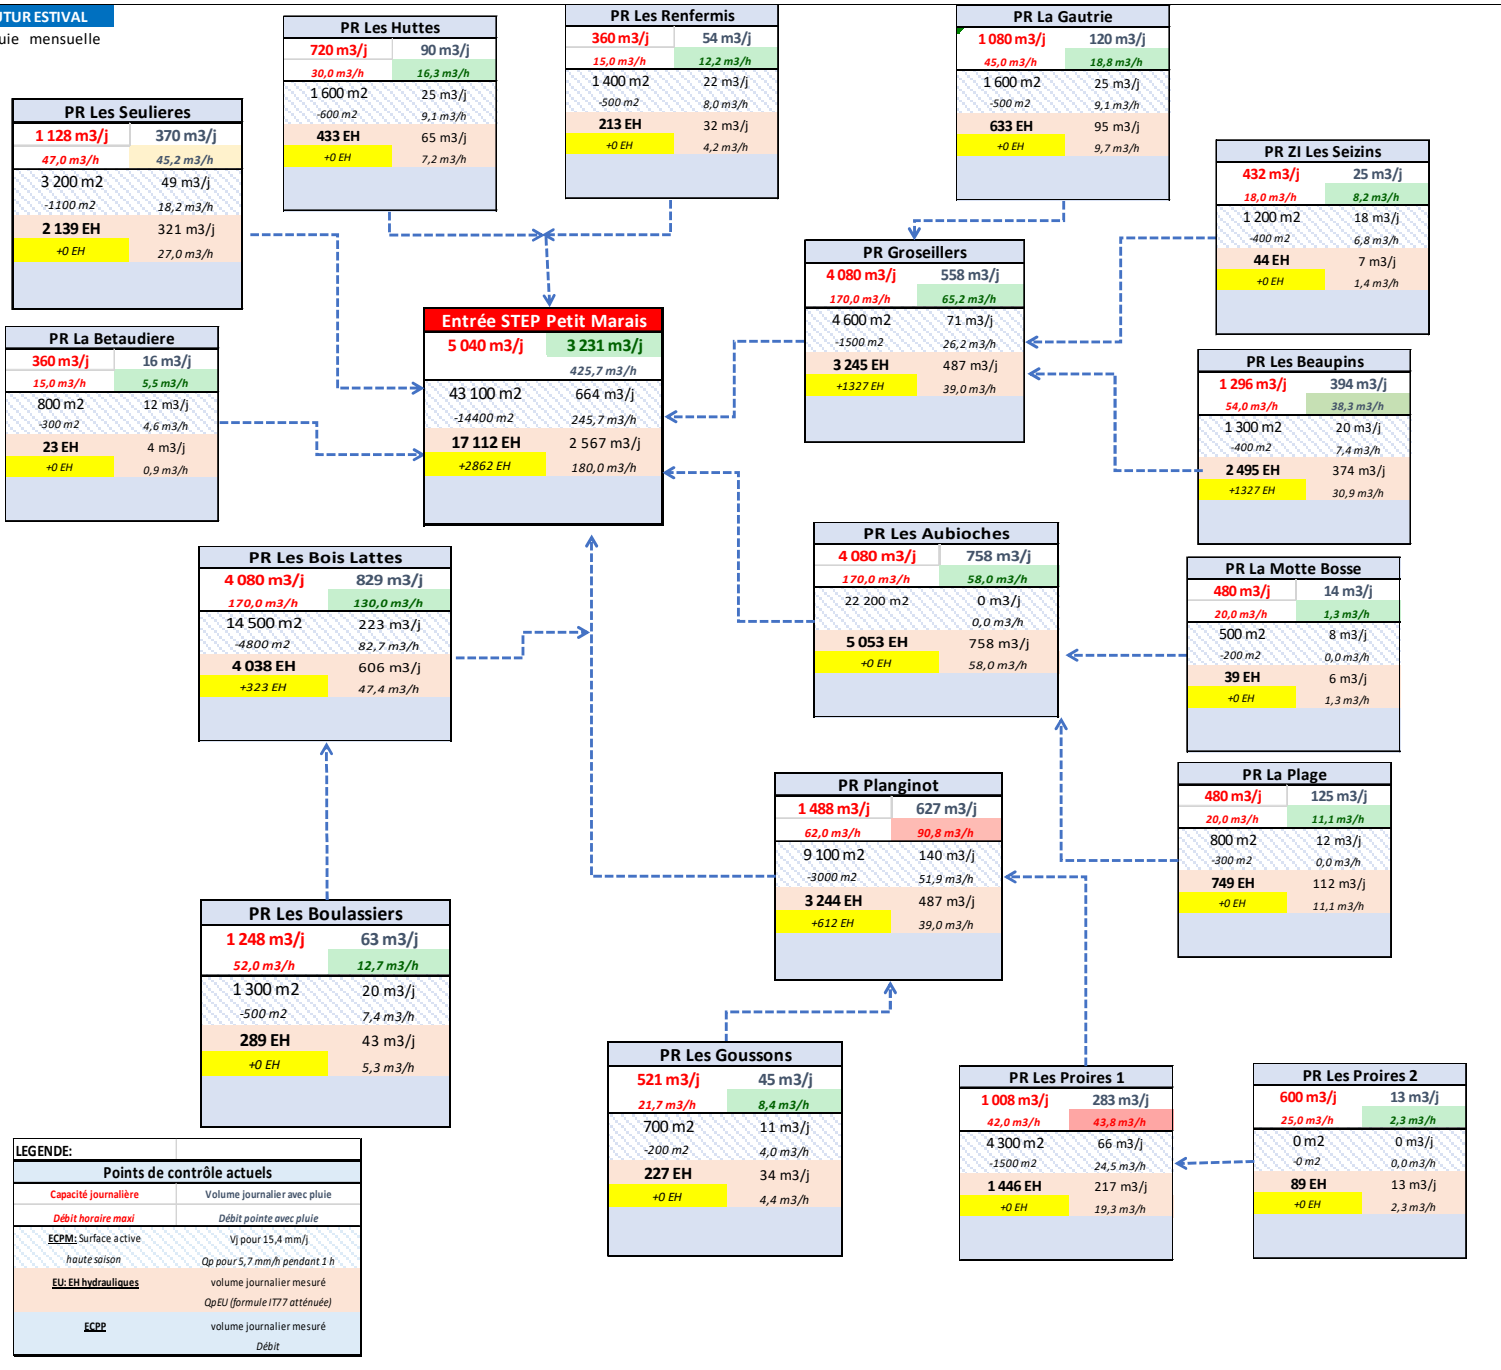 UTUR ESTIVAL
uie mensuelle
PR Les Huttes
720 m3/j 90 m3/j
30,0 m3/h 16,3 m3/h
1 600 m2 25 m3/j
-600 m2 9,1 m3/h
433 EH 65 m3/j
+0 EH 7,2 m3/h
PR Les Renfermis
360 m3/j 54 m3/j
15,0 m3/h 12,2 m3/h
1 400 m2 22 m3/j
-500 m2 8,0 m3/h
213 EH 32 m3/j
+0 EH 4,2 m3/h
PR La Gautrie
1 080 m3/j 120 m3/j
45,0 m3/h 18,8 m3/h
1 600 m2 25 m3/j
-500 m2 9,1 m3/h
633 EH 95 m3/j
+0 EH 9,7 m3/h
PR Les Seulieres
1 128 m3/j 370 m3/j
47,0 m3/h 45,2 m3/h
3 200 m2 49 m3/j
-1100 m2 18,2 m3/h
2 139 EH 321 m3/j
+0 EH 27,0 m3/h
PR ZI Les Seizins
432 m3/j 25 m3/j
18,0 m3/h 8,2 m3/h
1 200 m2 18 m3/j
-400 m2 6,8 m3/h
44 EH 7 m3/j
+0 EH 1,4 m3/h
PR Groseillers
4 080 m3/j 558 m3/j
170,0 m3/h 65,2 m3/h
4 600 m2 71 m3/j
-1500 m2 26,2 m3/h
3 245 EH 487 m3/j
+1327 EH 39,0 m3/h
Entrée STEP Petit Marais
5 040 m3/j 3 231 m3/j
425,7 m3/h
43 100 m2 664 m3/j
-14400 m2 245,7 m3/h
17 112 EH 2 567 m3/j
+2862 EH 180,0 m3/h
PR La Betaudiere
360 m3/j 16 m3/j
15,0 m3/h 5,5 m3/h
800 m2 12 m3/j
-300 m2 4,6 m3/h
23 EH 4 m3/j
+0 EH 0,9 m3/h
PR Les Beaupins
1 296 m3/j 394 m3/j
54,0 m3/h 38,3 m3/h
1 300 m2 20 m3/j
-400 m2 7,4 m3/h
2 495 EH 374 m3/j
+1327 EH 30,9 m3/h
PR Les Aubioches
4 080 m3/j 758 m3/j
170,0 m3/h 58,0 m3/h
22 200 m2 0 m3/j
0,0 m3/h
5 053 EH 758 m3/j
+0 EH 58,0 m3/h
PR Les Bois Lattes
4 080 m3/j 829 m3/j
170,0 m3/h 130,0 m3/h
14 500 m2 223 m3/j
-4800 m2 82,7 m3/h
4 038 EH 606 m3/j
+323 EH 47,4 m3/h
PR La Motte Bosse
480 m3/j 14 m3/j
20,0 m3/h 1,3 m3/h
500 m2 8 m3/j
-200 m2 0,0 m3/h
39 EH 6 m3/j
+0 EH 1,3 m3/h
PR La Plage
480 m3/j 125 m3/j
20,0 m3/h 11,1 m3/h
800 m2 12 m3/j
-300 m2 0,0 m3/h
749 EH 112 m3/j
+0 EH 11,1 m3/h
PR Planginot
1 488 m3/j 627 m3/j
62,0 m3/h 90,8 m3/h
9 100 m2 140 m3/j
-3000 m2 51,9 m3/h
3 244 EH 487 m3/j
+612 EH 39,0 m3/h
PR Les Boulassiers
1 248 m3/j 63 m3/j
52,0 m3/h 12,7 m3/h
1 300 m2 20 m3/j
-500 m2 7,4 m3/h
289 EH 43 m3/j
+0 EH 5,3 m3/h
PR Les Goussons
521 m3/j 45 m3/j
21,7 m3/h 8,4 m3/h
700 m2 11 m3/j
-200 m2 4,0 m3/h
227 EH 34 m3/j
+0 EH 4,4 m3/h
PR Les Proires 1
1 008 m3/j 283 m3/j
42,0 m3/h 43,8 m3/h
4 300 m2 66 m3/j
-1500 m2 24,5 m3/h
1 446 EH 217 m3/j
+0 EH 19,3 m3/h
PR Les Proires 2
600 m3/j 13 m3/j
25,0 m3/h 2,3 m3/h
0 m2 0 m3/j
-0 m2 0,0 m3/h
89 EH 13 m3/j
+0 EH 2,3 m3/h
LEGENDE:
Points de contrôle actuels
Capacité journalière Volume journalier avec pluie
Débit horaire maxi Débit pointe avec pluie
ECPM: Surface active Vj pour 15,4 mm/j
haute saison Qp pour 5,7 mm/h pendant 1 h
EU: EH hydrauliques volume journalier mesuré
QpEU (formule IT77 atténuée)
ECPP volume journalier mesuré
Débit